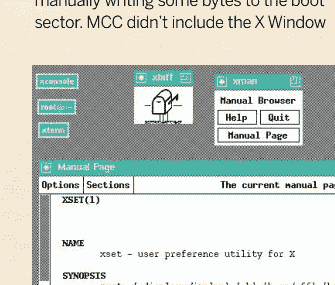 manually writing some bytes to the boot
sector. MCC didn't include the X Window
xconsole
xbiff
xman
Manual Browser
Help Quit
Manual Page
xterm
Manual Page
Options Sections The current manual pa
XSET(1)
NAME
xset - user preference utility for X
SYNOPSIS